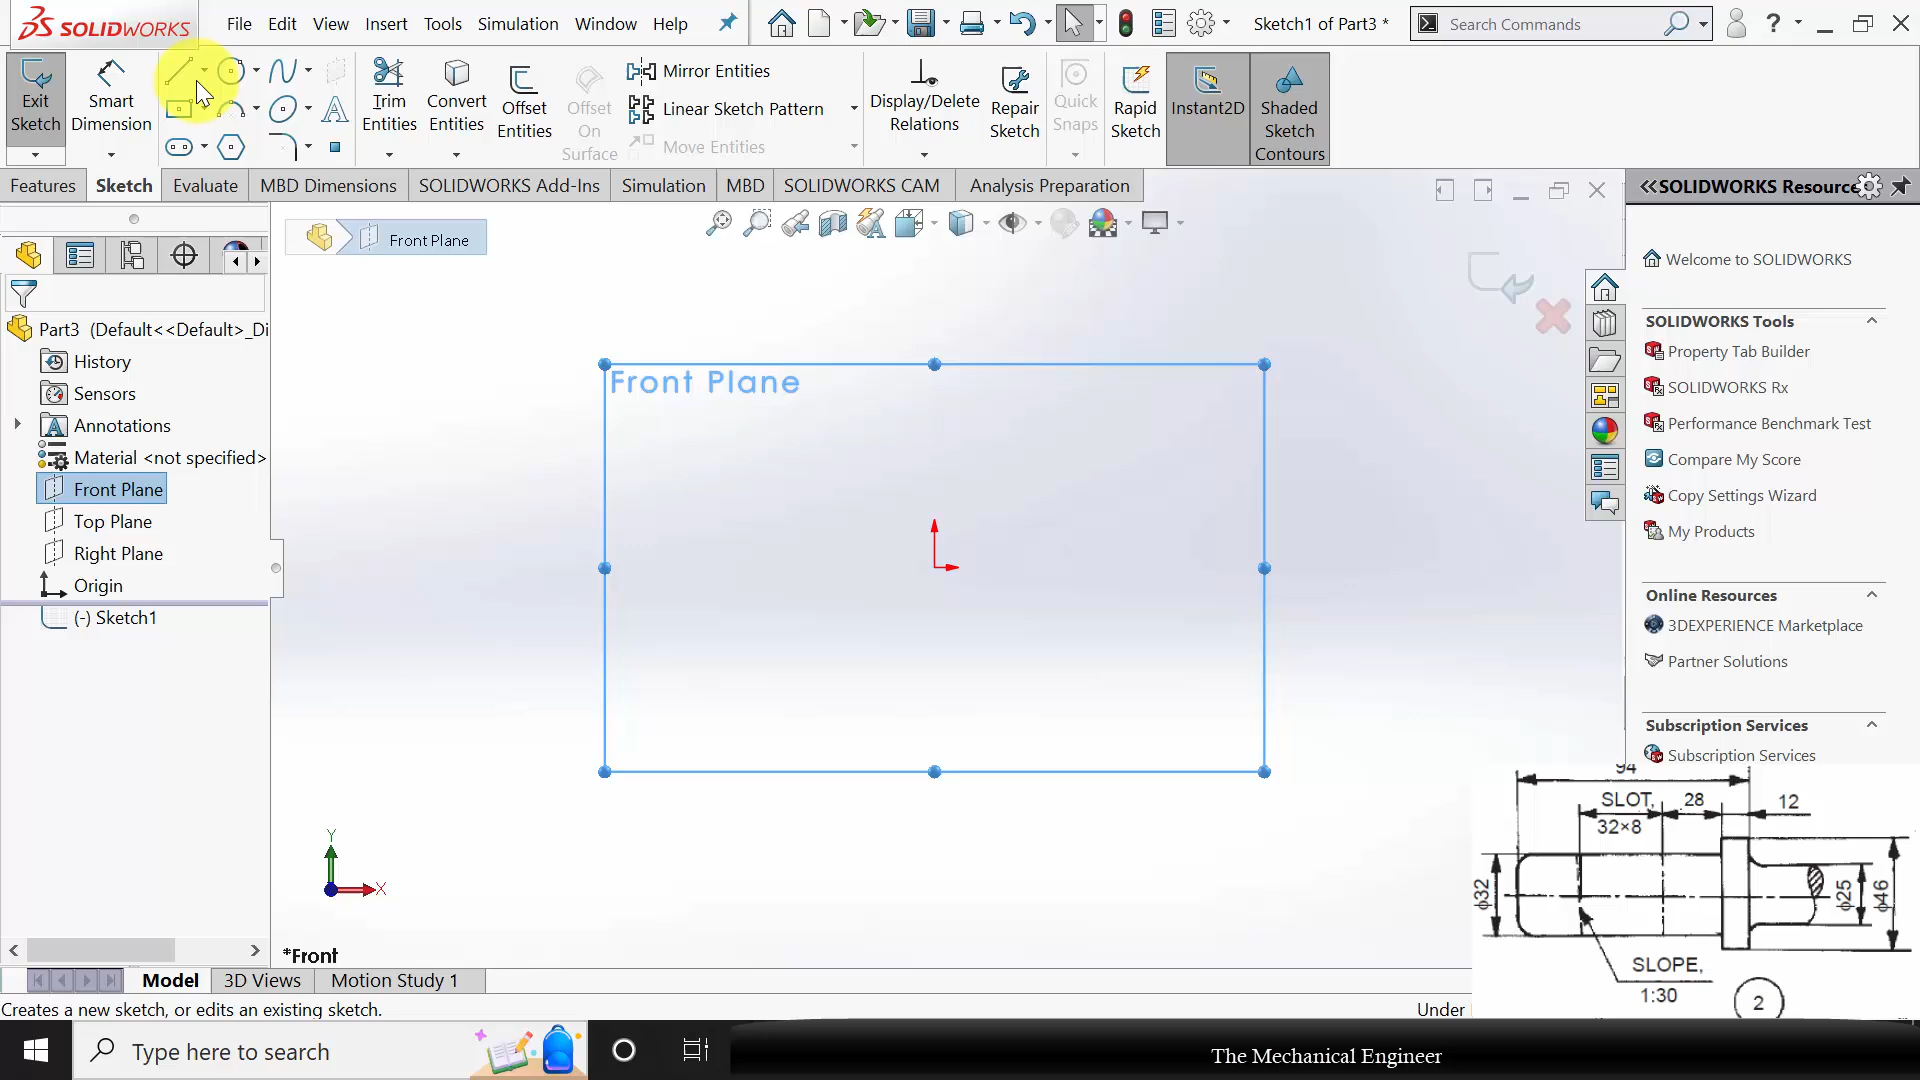 SOLIDWORKS File Edit View Insert Tools Simulation Window Help Sketch1 of Part3 * Search Commands ?
Exit Sketch
Smart Dimension
Trim Entities
Convert Entities
Offset Entities
Offset On Surface
Mirror Entities
Linear Sketch Pattern
Move Entities
Display/Delete Relations
Repair Sketch
Quick Snaps
Rapid Sketch
Instant2D
Shaded Sketch Contours
Features Sketch Evaluate MBD Dimensions SOLIDWORKS Add-Ins Simulation MBD SOLIDWORKS CAM Analysis Preparation
Front Plane
Part3 (Default<<Default>_Di
History
Sensors
Annotations
Material <not specified>
Front Plane
Top Plane
Right Plane
Origin
(-) Sketch1
Front Plane
Y
X
*Front
SOLIDWORKS Resource
Welcome to SOLIDWORKS
SOLIDWORKS Tools
Property Tab Builder
SOLIDWORKS Rx
Performance Benchmark Test
Compare My Score
Copy Settings Wizard
My Products
Online Resources
3DEXPERIENCE Marketplace
Partner Solutions
Subscription Services
Subscription Services
94
SLOT, 28 12
32×8
ϕ32
ϕ25
ϕ46
SLOPE,
1:30
2
Model 3D Views Motion Study 1
Creates a new sketch, or edits an existing sketch.
Under
Type here to search
The Mechanical Engineer